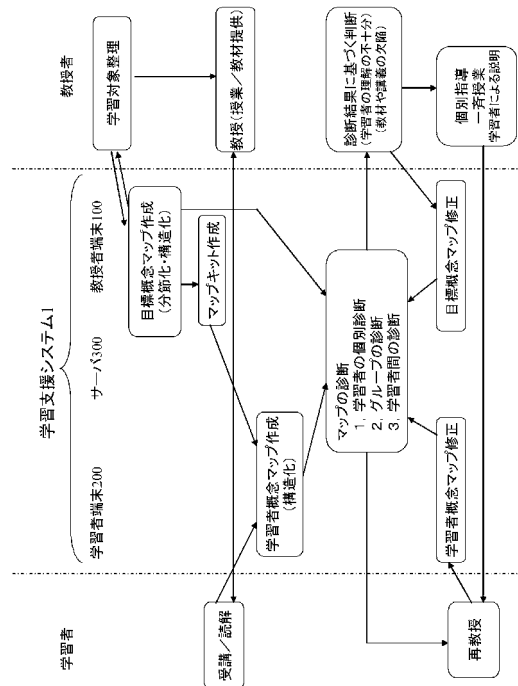 学習支援システム1
学習者
学習者端末200
サーバ300
教授者端末100
教授者
学習対象整理
目標概念マップ作成
(分節化・構造化)
マップキット作成
教授(授業/教材提供)
受講/読解
学習者概念マップ作成
(構造化)
マップの診断
1, 学習者の個別診断
2, グループの診断
3, 学習者間の診断
診断結果に基づく判断
(学習者の理解の不十分)
(教材や講義の欠陥)
目標概念マップ修正
個別指導
一斉授業
学習者による説明
学習者概念マップ修正
再教授